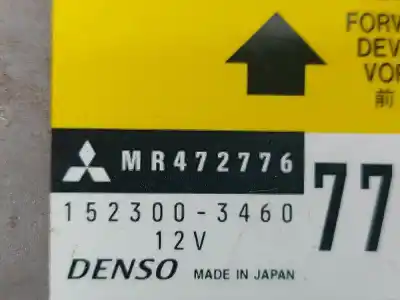 FORW
DEV
VOR
前
MR472776
77
152300-3460
12V
DENSO MADE IN JAPAN